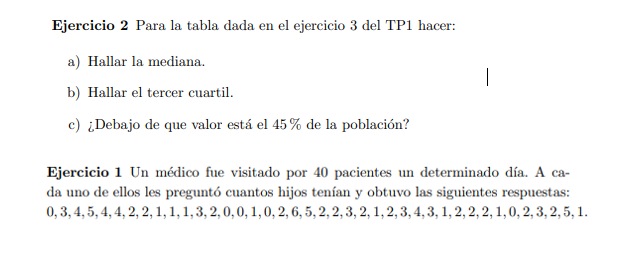 Ejercicio 2 Para la tabla dada en el ejercicio 3 del TP1 hacer:
a) Hallar la mediana.
b) Hallar el tercer cuartil.
c) ¿Debajo de que valor está el 45 % de la población?
Ejercicio 1 Un médico fue visitado por 40 pacientes un determinado día. A ca-
da uno de ellos les preguntó cuantos hijos tenían y obtuvo las siguientes respuestas:
0, 3, 4, 5, 4, 4, 2, 2, 1, 1, 1, 3, 2, 0, 0, 1, 0, 2, 6, 5, 2, 2, 3, 2, 1, 2, 3, 4, 3, 1, 2, 2, 2, 1, 0, 2, 3, 2, 5, 1.